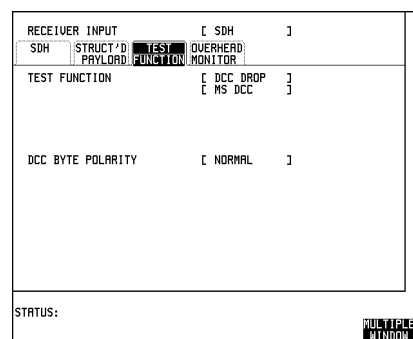 RECEIVER INPUT [ SDH ]
SDH STRUCT'D PAYLOAD TEST FUNCTION OVERHEAD MONITOR
TEST FUNCTION [ DCC DROP ]
[ MS DCC ]
DCC BYTE POLARITY [ NORMAL ]
STATUS:
MULTIPLE
WINDOW